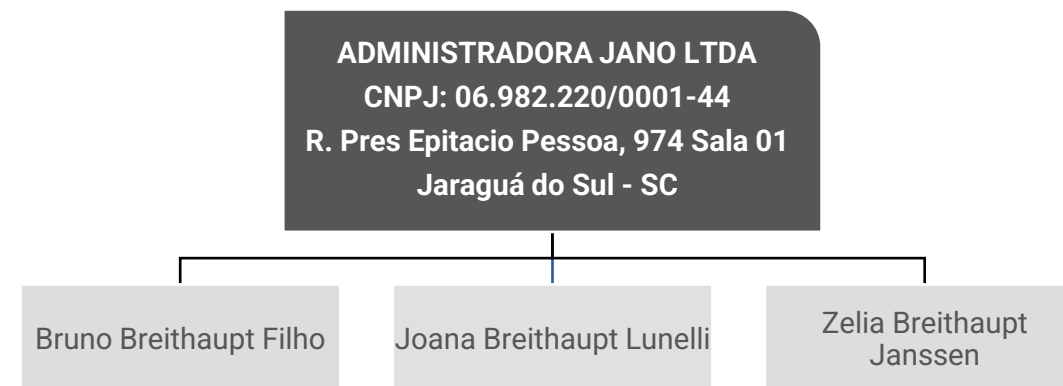 ADMINISTRADORA JANO LTDA
CNPJ: 06.982.220/0001-44
R. Pres Epitacio Pessoa, 974 Sala 01
Jaraguá do Sul - SC
Bruno Breithaupt Filho
Joana Breithaupt Lunelli
Zelia Breithaupt
Janssen